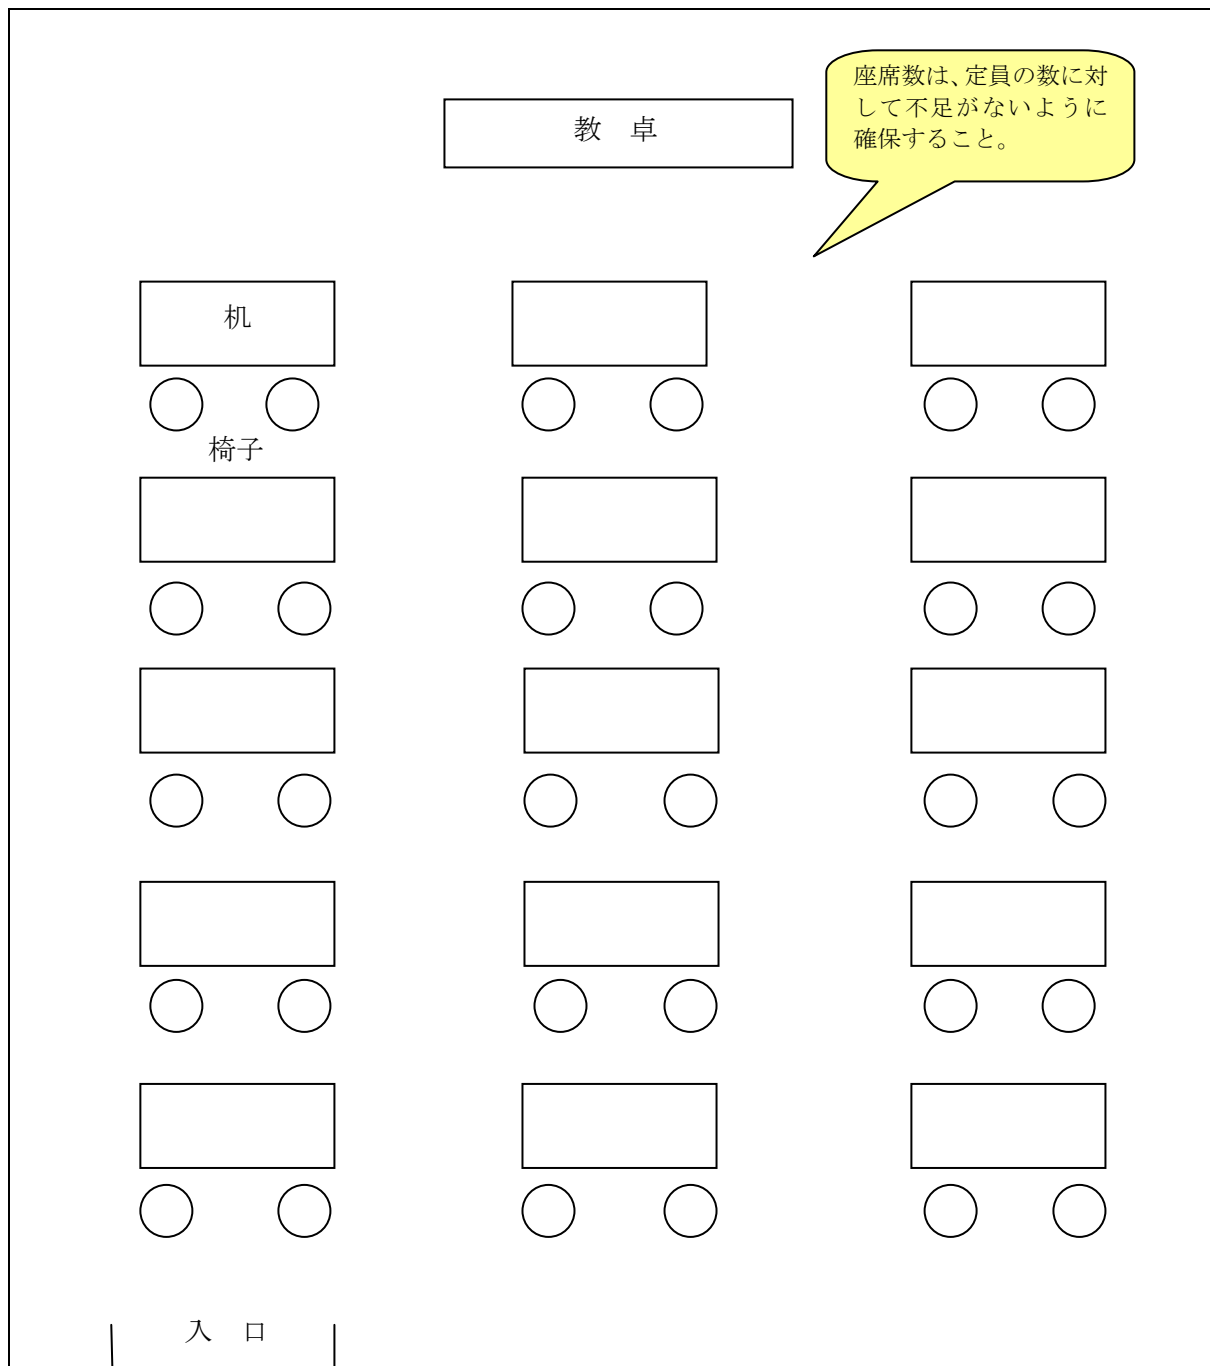 座席数は、定員の数に対
して不足がないように
確保すること。
教　卓
机
椅子
入　口